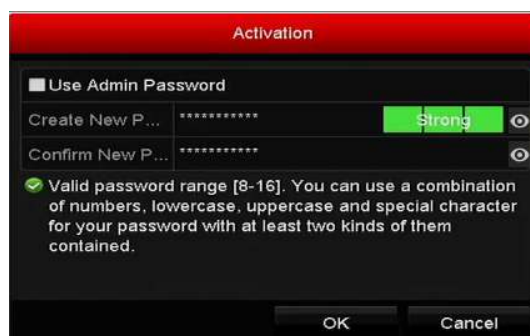 Activation
Use Admin Password
Create New P... *********** Strong
Confirm New P... ***********
Valid password range [8-16]. You can use a combination
of numbers, lowercase, uppercase and special character
for your password with at least two kinds of them
contained.
OK Cancel